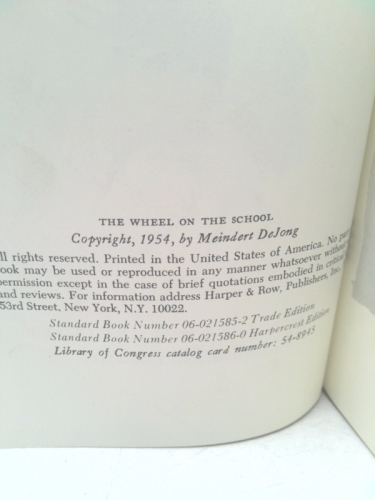 THE WHEEL ON THE SCHOOL
Copyright, 1954, by Meindert DeJong
ll rights reserved. Printed in the United States of America. No part
ook may be used or reproduced in any manner whatsoever without
permission except in the case of brief quotations embodied in critical
and reviews. For information address Harper & Row, Publishers, Inc.,
53rd Street, New York, N.Y. 10022.
Standard Book Number 06-021585-2 Trade Edition
Standard Book Number 06-021586-0 Harpercrest Edition
Library of Congress catalog card number: 54-8945